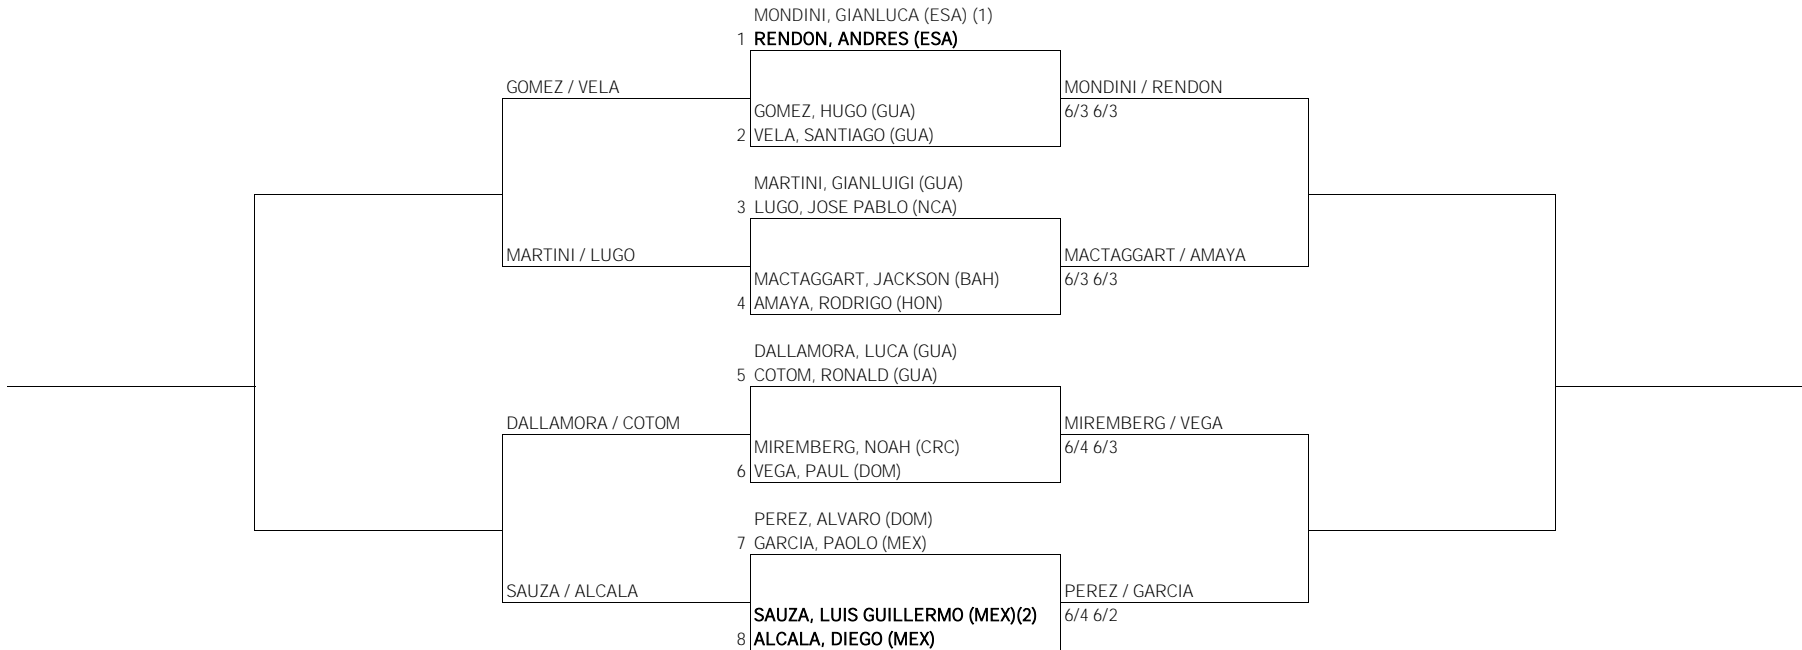 MONDINI, GIANLUCA (ESA) (1)
1 RENDON, ANDRES (ESA)
GOMEZ / VELA
MONDINI / RENDON
GOMEZ, HUGO (GUA)
6/3 6/3
2 VELA, SANTIAGO (GUA)
MARTINI, GIANLUIGI (GUA)
3 LUGO, JOSE PABLO (NCA)
MARTINI / LUGO
MACTAGGART / AMAYA
MACTAGGART, JACKSON (BAH)
6/3 6/3
4 AMAYA, RODRIGO (HON)
DALLAMORA, LUCA (GUA)
5 COTOM, RONALD (GUA)
DALLAMORA / COTOM
MIREMBERG / VEGA
MIREMBERG, NOAH (CRC)
6/4 6/3
6 VEGA, PAUL (DOM)
PEREZ, ALVARO (DOM)
7 GARCIA, PAOLO (MEX)
SAUZA / ALCALA
PEREZ / GARCIA
SAUZA, LUIS GUILLERMO (MEX)(2)
6/4 6/2
8 ALCALA, DIEGO (MEX)